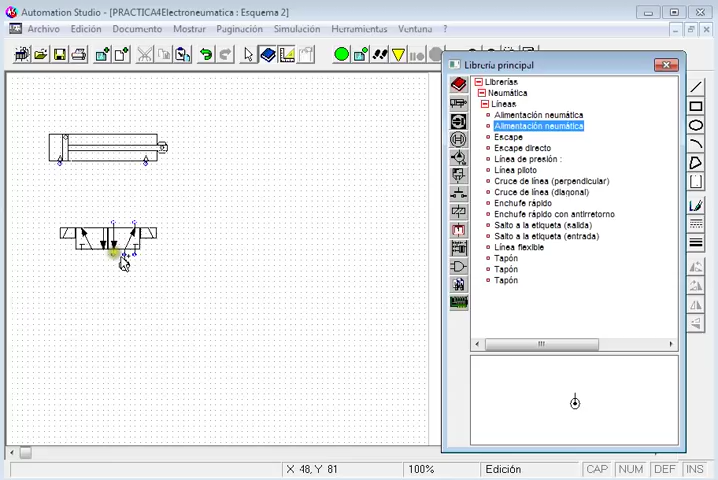 Automation Studio - [PRACTICA4Electroneumatica : Esquema 2]
Archivo Edición Documento Mostrar Paginación Simulación Herramientas Ventana ?
Librería principal
Librerías
Neumática
Líneas
Alimentación neumática
Alimentación neumática
Escape
Escape directo
Línea de presión :
Línea piloto
Cruce de línea (perpendicular)
Cruce de línea (diagonal)
Enchufe rápido
Enchufe rápido con antirretorno
Salto a la etiqueta (salida)
Salto a la etiqueta (entrada)
Línea flexible
Tapón
Tapón
Tapón
X 48, Y 81 100% Edición CAP NUM DEF INS